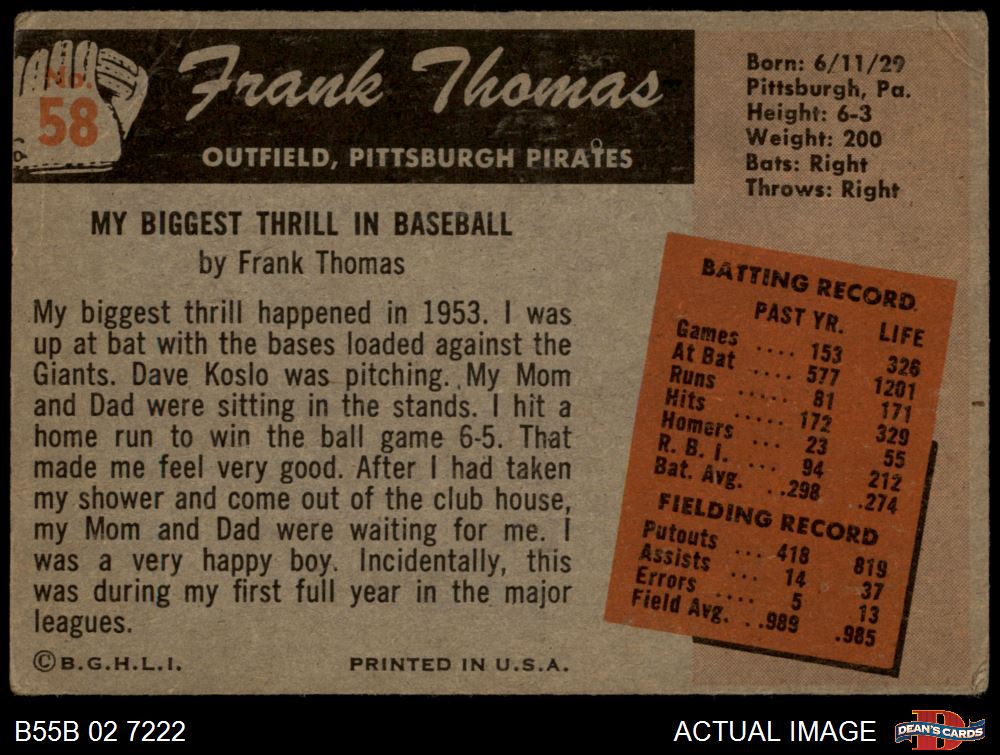 No.
58
Frank Thomas
OUTFIELD, PITTSBURGH PIRATES
Born: 6/11/29
Pittsburgh, Pa.
Height: 6-3
Weight: 200
Bats: Right
Throws: Right
MY BIGGEST THRILL IN BASEBALL
by Frank Thomas
My biggest thrill happened in 1953. I was
up at bat with the bases loaded against the
Giants. Dave Koslo was pitching. My Mom
and Dad were sitting in the stands. I hit a
home run to win the ball game 6-5. That
made me feel very good. After I had taken
my shower and come out of the club house,
my Mom and Dad were waiting for me. I
was a very happy boy. Incidentally, this
was during my first full year in the major
leagues.
BATTING RECORD
PAST YR. LIFE
Games .... 153 326
At Bat .... 577 1201
Runs ..... 81 171
Hits ..... 172 329
Homers ... 23 55
R. B. I. ... 94 212
Bat. Avg. ..298 .274
FIELDING RECORD
Putouts ... 418 819
Assists ... 14 37
Errors .... 5 13
Field Avg. ..989 .985
©B.G.H.L.I. PRINTED IN U.S.A.
B55B 02 7222 ACTUAL IMAGE
DEAN'S CARDS